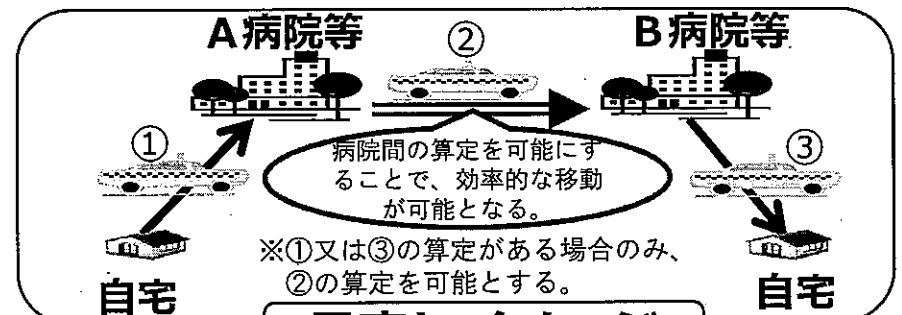 A病院等
②
B病院等
①
③
病院間の算定を可能にす
ることで、効率的な移動
が可能となる。
※①又は③の算定がある場合のみ、
②の算定を可能とする。
自宅
自宅